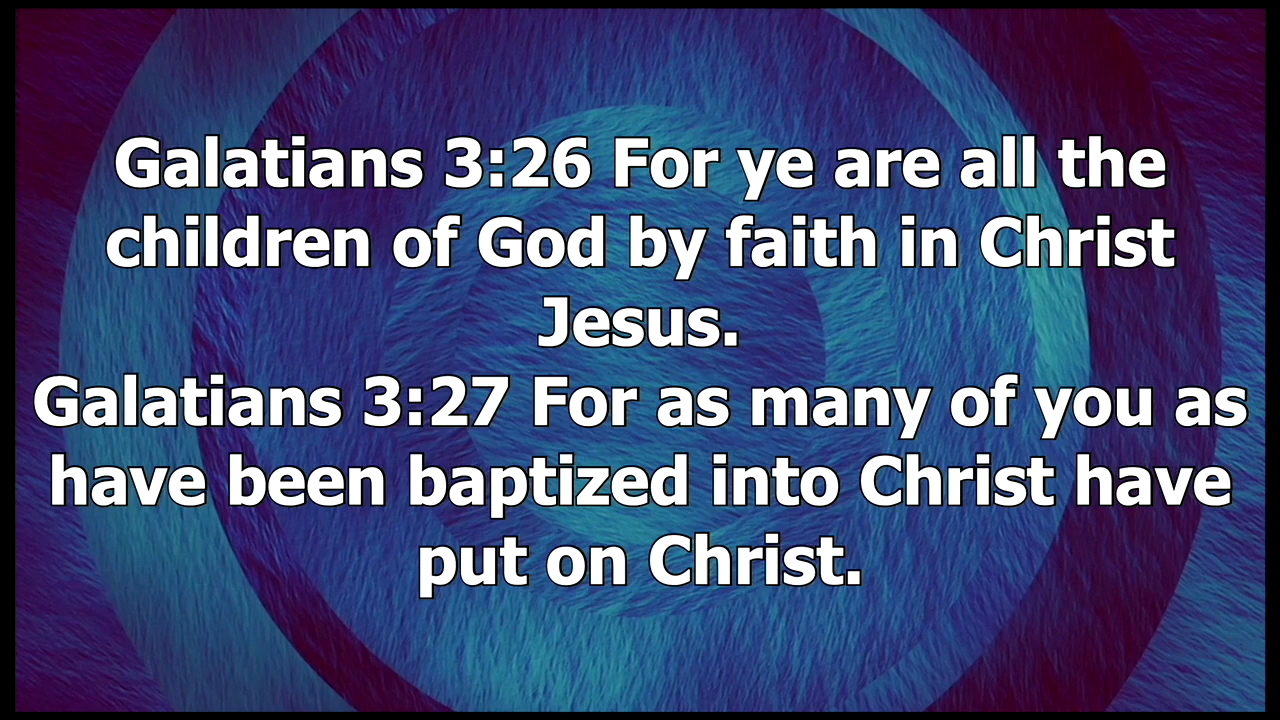 Galatians 3:26 For ye are all the
children of God by faith in Christ
Jesus.
Galatians 3:27 For as many of you as
have been baptized into Christ have
put on Christ.